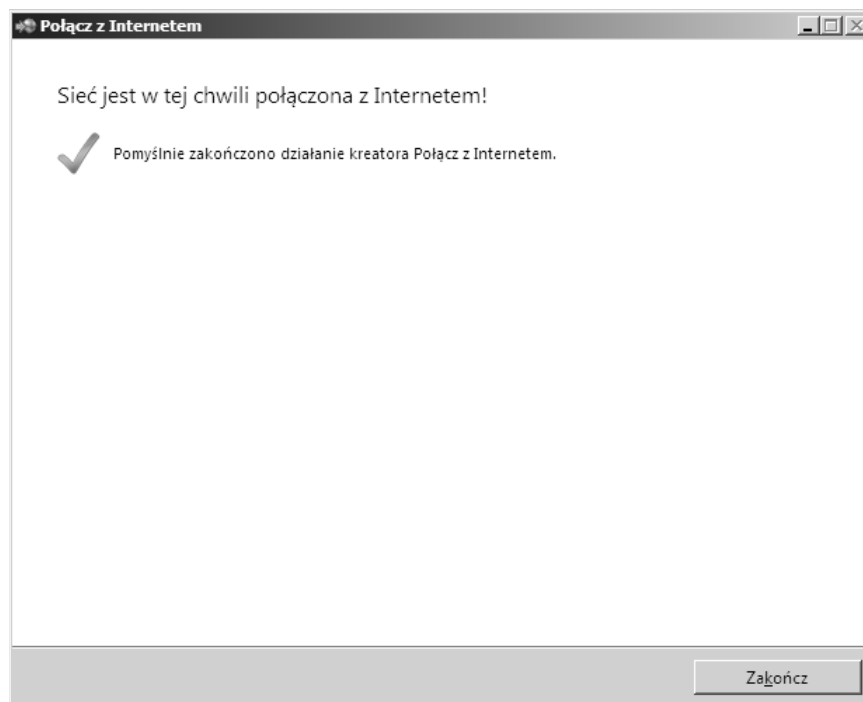 Połącz z Internetem
Sieć jest w tej chwili połączona z Internetem!
Pomyślnie zakończono działanie kreatora Połącz z Internetem.
Zakończ